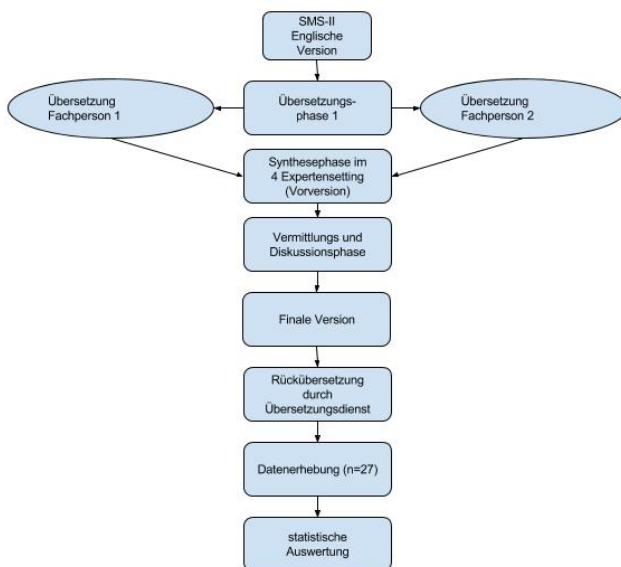 SMS-II
Englische
Version
Übersetzung
Fachperson 1
Übersetzungs-
phase 1
Übersetzung
Fachperson 2
Synthesephase im
4 Expertensetting
(Vorversion)
Vermittlungs und
Diskussionsphase
Finale Version
Rückübersetzung
durch
Übersetzungsdienst
Datenerhebung (n=27)
statistische
Auswertung